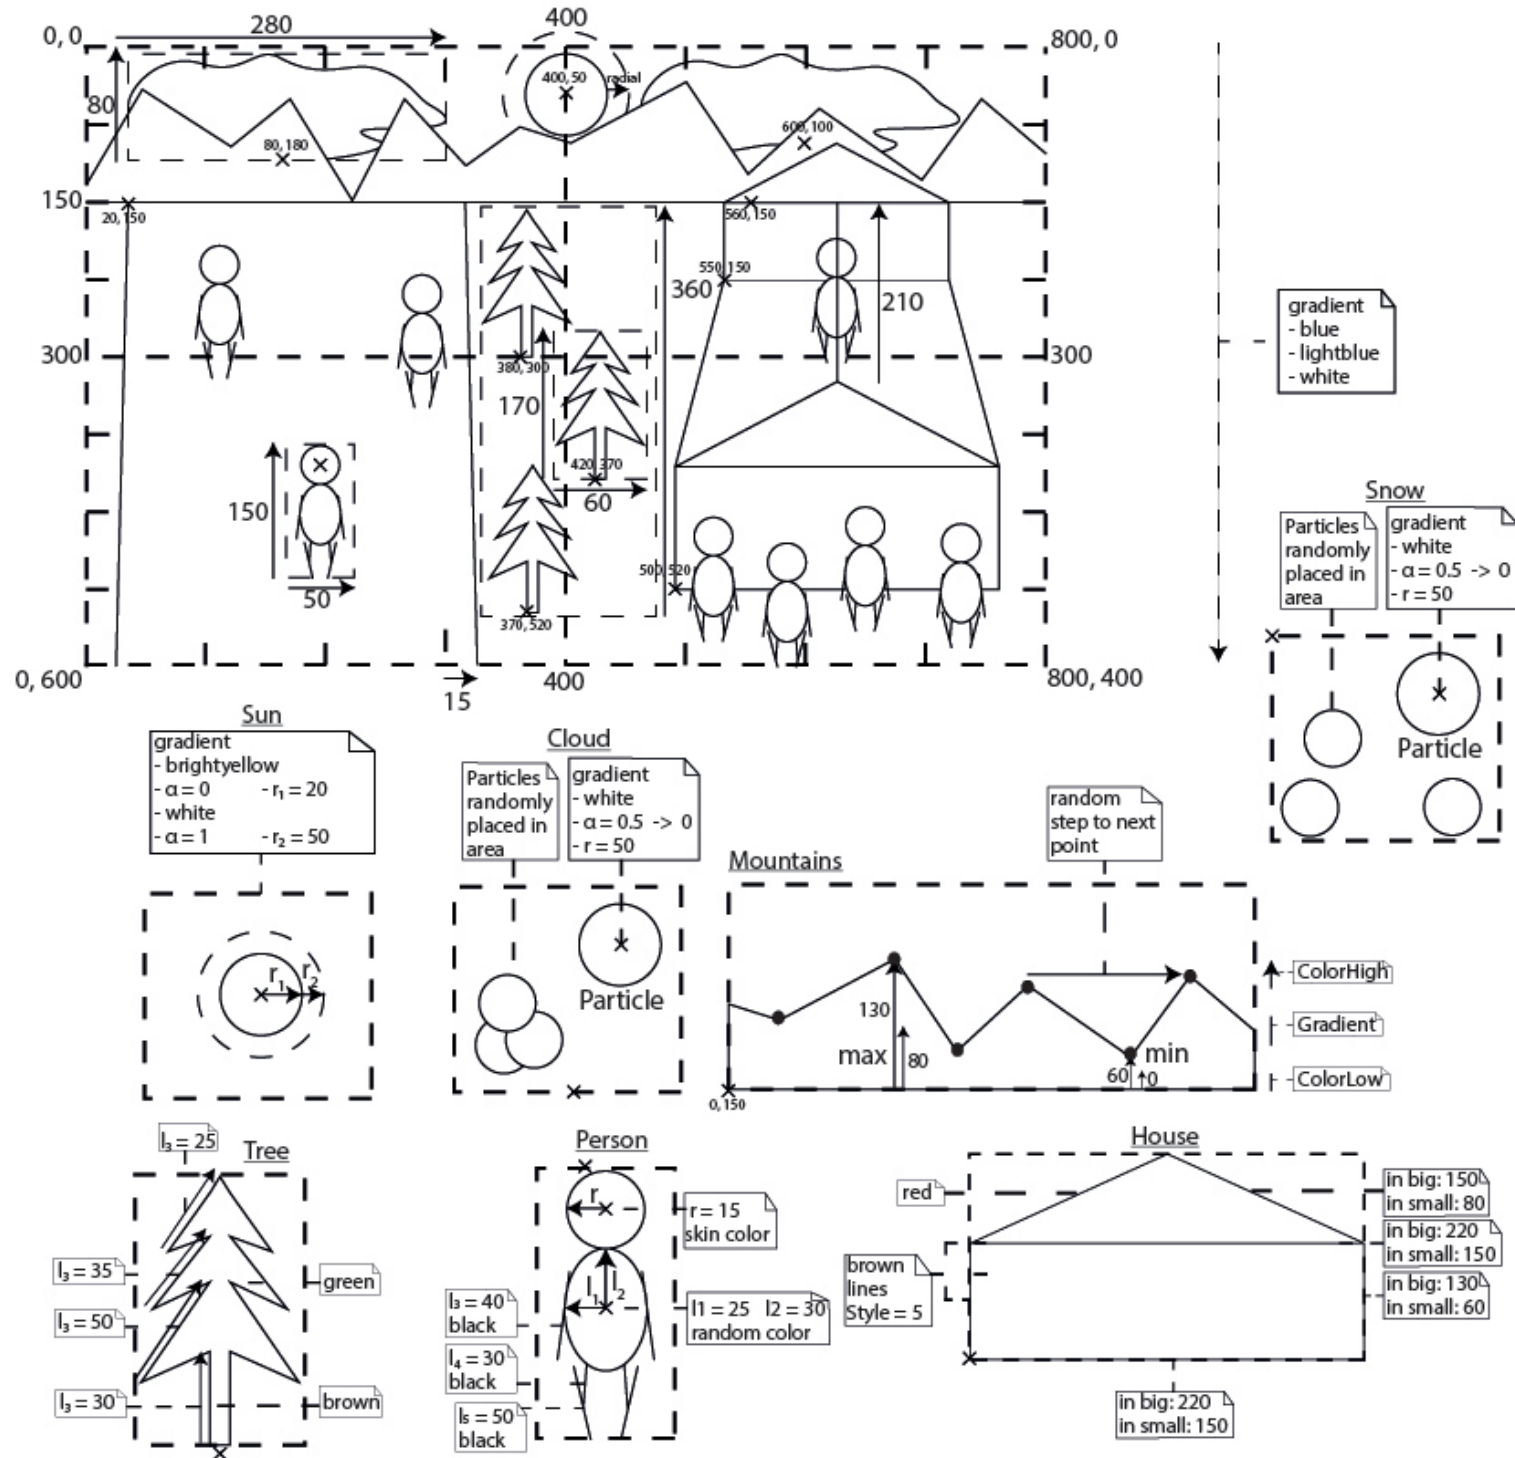 280
400
0, 0
800, 0
400, 50
radial
80
80, 180
600, 100
150
20, 150
560, 150
550, 150
360
210
gradient
- blue
- lightblue
- white
300
300
380, 300
170
420, 370
60
150
50
500, 520
370, 520
0, 600
15
400
800, 400
Snow
Particles
randomly
placed in
area
gradient
- white
- α = 0.5 -> 0
- r = 50
Particle
Sun
gradient
- brightyellow
- α = 0 - r₁ = 20
- white
- α = 1 - r₂ = 50
r₁
r₂
Cloud
Particles
randomly
placed in
area
gradient
- white
- α = 0.5 -> 0
- r = 50
Particle
Mountains
random
step to next
point
130
max
80
60
min
0
0, 150
ColorHigh
Gradient
ColorLow
Tree
l₃ = 25
l₃ = 35
l₃ = 50
l₃ = 30
green
brown
Person
r
r = 15
skin color
l₁
l₂
l₃ = 40
black
l₄ = 30
black
l₅ = 50
black
l1 = 25 l2 = 30
random color
House
red
brown
lines
Style = 5
in big: 150
in small: 80
in big: 220
in small: 150
in big: 130
in small: 60
in big: 220
in small: 150